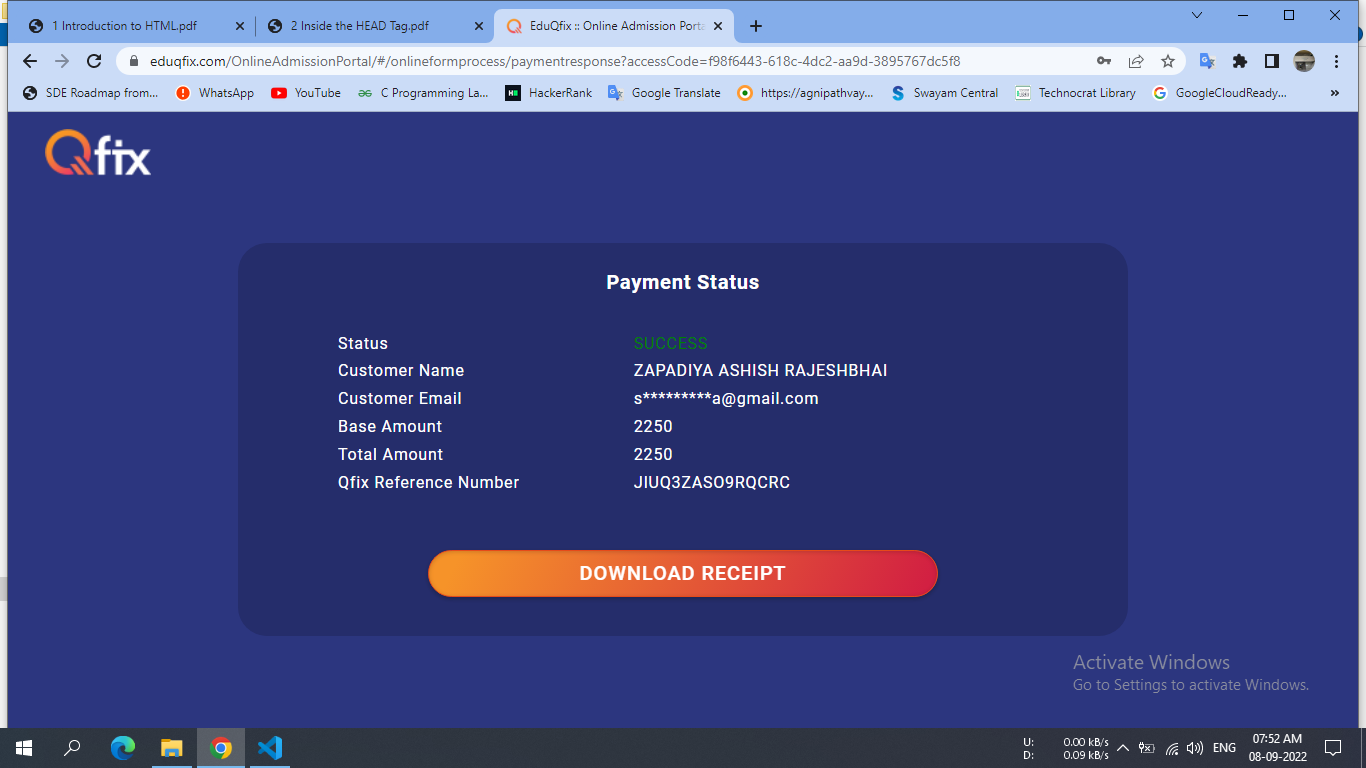 1 Introduction to HTML.pdf
2 Inside the HEAD Tag.pdf
EduQfix :: Online Admission Porta
eduqfix.com/OnlineAdmissionPortal/#/onlineformprocess/paymentresponse?accessCode=f98f6443-618c-4dc2-aa9d-3895767dc5f8
SDE Roadmap from... WhatsApp YouTube C Programming La... HackerRank Google Translate https://agnipathvay... Swayam Central Technocrat Library GoogleCloudReady... »
Qfix
Payment Status
Status SUCCESS
Customer Name ZAPADIYA ASHISH RAJESHBHAI
Customer Email s*********a@gmail.com
Base Amount 2250
Total Amount 2250
Qfix Reference Number JIUQ3ZASO9RQCRC
DOWNLOAD RECEIPT
Activate Windows
Go to Settings to activate Windows.
U: 0.00 kB/s
D: 0.09 kB/s
ENG
07:52 AM
08-09-2022